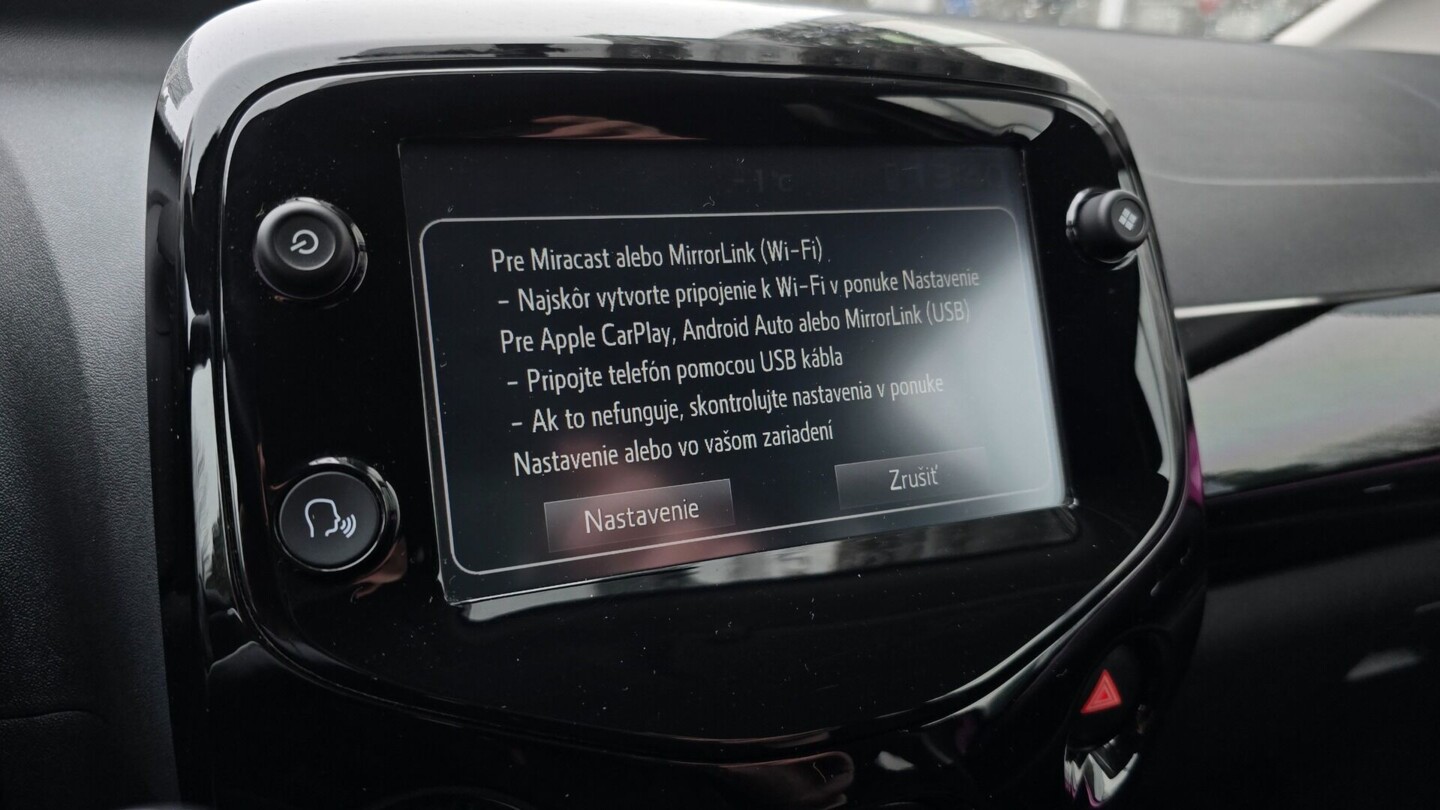 -1°C
Pre Miracast alebo MirrorLink (Wi-Fi)
- Najskôr vytvorte pripojenie k Wi-Fi v ponuke Nastavenie
Pre Apple CarPlay, Android Auto alebo MirrorLink (USB)
- Pripojte telefón pomocou USB kábla
- Ak to nefunguje, skontrolujte nastavenia v ponuke
Nastavenie alebo vo vašom zariadení
Nastavenie
Zrušiť